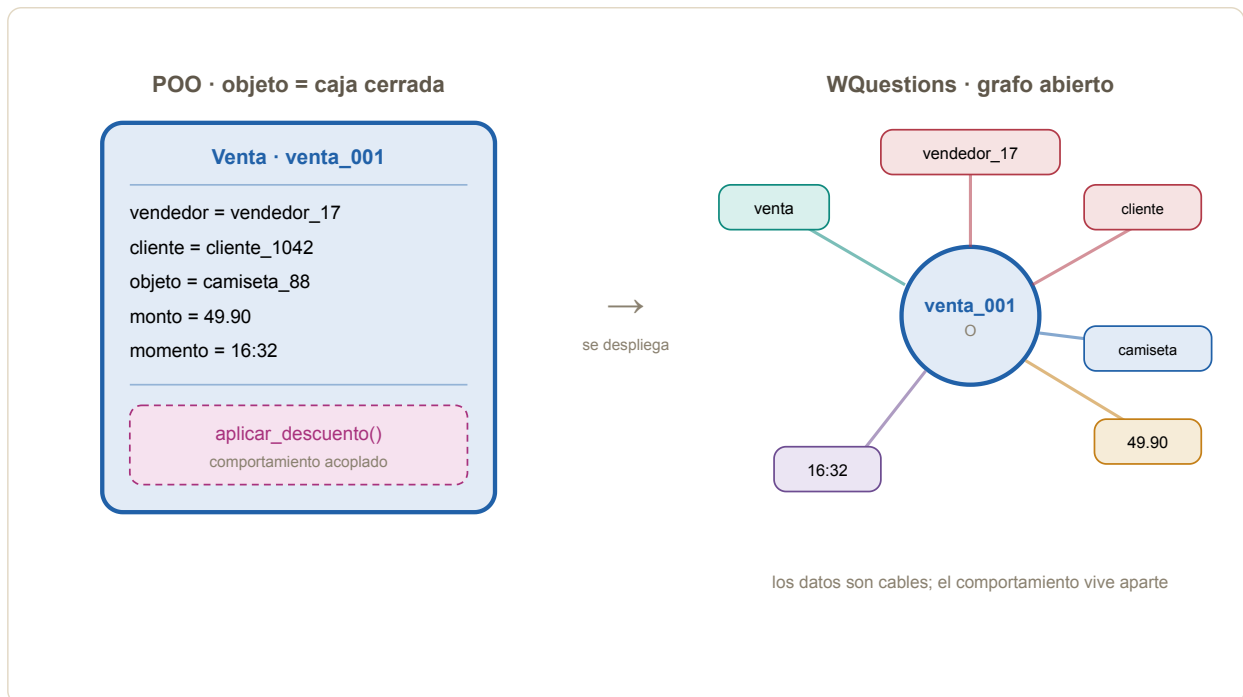 POO · objeto = caja cerrada
Venta · venta_001
vendedor = vendedor_17
cliente = cliente_1042
objeto = camiseta_88
monto = 49.90
momento = 16:32
aplicar_descuento()
comportamiento acoplado
→
se despliega
WQuestions · grafo abierto
vendedor_17
venta
cliente
venta_001
O
camiseta
49.90
16:32
los datos son cables; el comportamiento vive aparte